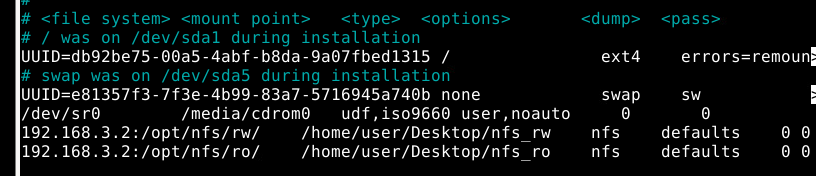 #
# <file system> <mount point>   <type>  <options>       <dump>  <pass>
# / was on /dev/sda1 during installation
UUID=db92be75-00a5-4abf-b8da-9a07fbed1315 /               ext4    errors=remoun>
# swap was on /dev/sda5 during installation
UUID=e81357f3-7f3e-4b99-83a7-5716945a740b none            swap    sw            >
/dev/sr0        /media/cdrom0   udf,iso9660 user,noauto     0       0
192.168.3.2:/opt/nfs/rw/    /home/user/Desktop/nfs_rw    nfs    defaults    0 0
192.168.3.2:/opt/nfs/ro/    /home/user/Desktop/nfs_ro    nfs    defaults    0 0